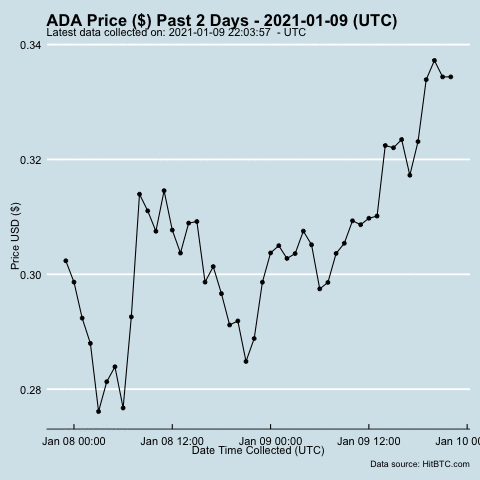 ADA Price ($) Past 2 Days - 2021-01-09 (UTC)
Latest data collected on: 2021-01-09 22:03:57 - UTC
0.34
0.32
0.30
0.28
Price USD ($)
Jan 08 00:00 Jan 08 12:00 Jan 09 00:00 Jan 09 12:00 Jan 10 0
Date Time Collected (UTC)
Data source: HitBTC.com